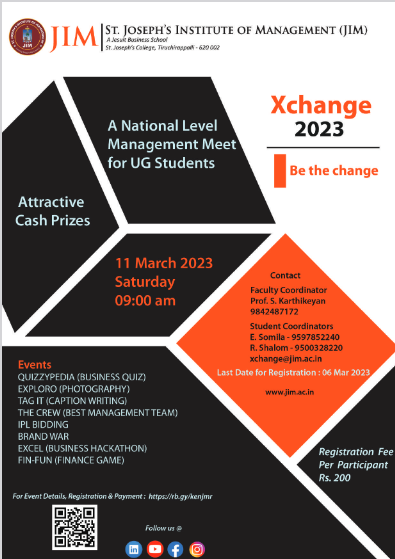 JIM
ST. JOSEPH'S INSTITUTE OF MANAGEMENT (JIM)
A Jesuit Business School
St. Joseph's College, Tiruchirappalli - 620 002
Xchange
2023
Be the change
A National Level
Management Meet
for UG Students
Attractive
Cash Prizes
11 March 2023
Saturday
09:00 am
Contact
Faculty Coordinator
Prof. S. Karthikeyan
9842487172
Student Coordinators
E. Somila - 9597852240
R. Shalom - 9500328220
xchange@jim.ac.in
Last Date for Registration : 06 Mar 2023
www.jim.ac.in
Events
QUIZZYPEDIA (BUSINESS QUIZ)
EXPLORO (PHOTOGRAPHY)
TAG IT (CAPTION WRITING)
THE CREW (BEST MANAGEMENT TEAM)
IPL BIDDING
BRAND WAR
EXCEL (BUSINESS HACKATHON)
FIN-FUN (FINANCE GAME)
Registration Fee
Per Participant
Rs. 200
For Event Details, Registration & Payment : https://rb.gy/kenjmr
Follow us @